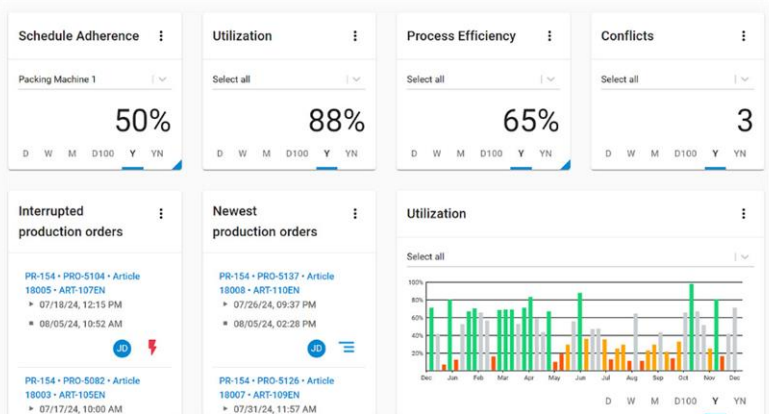 Schedule Adherence
Packing Machine 1
50%
D W M D100 Y YN
Utilization
Select all
88%
D W M D100 Y YN
Process Efficiency
Select all
65%
D W M D100 Y YN
Conflicts
Select all
3
D W M D100 Y YN
Interrupted
production orders
PR-154 • PRO-5104 • Article
18005 • ART-107EN
07/18/24, 12:15 PM
08/05/24, 10:52 AM
JD
PR-154 • PRO-5082 • Article
18003 • ART-105EN
07/17/24, 10:00 AM
Newest
production orders
PR-154 • PRO-5137 • Article
18008 • ART-110EN
07/26/24, 09:37 PM
08/05/24, 02:28 PM
JD
PR-154 • PRO-5126 • Article
18007 • ART-109EN
07/31/24, 11:57 AM
Utilization
Select all
100%
80%
60%
40%
20%
Dec Jan Feb Mar Apr May Jun Jul Aug Sep Oct Nov Dec
D W M D100 Y YN